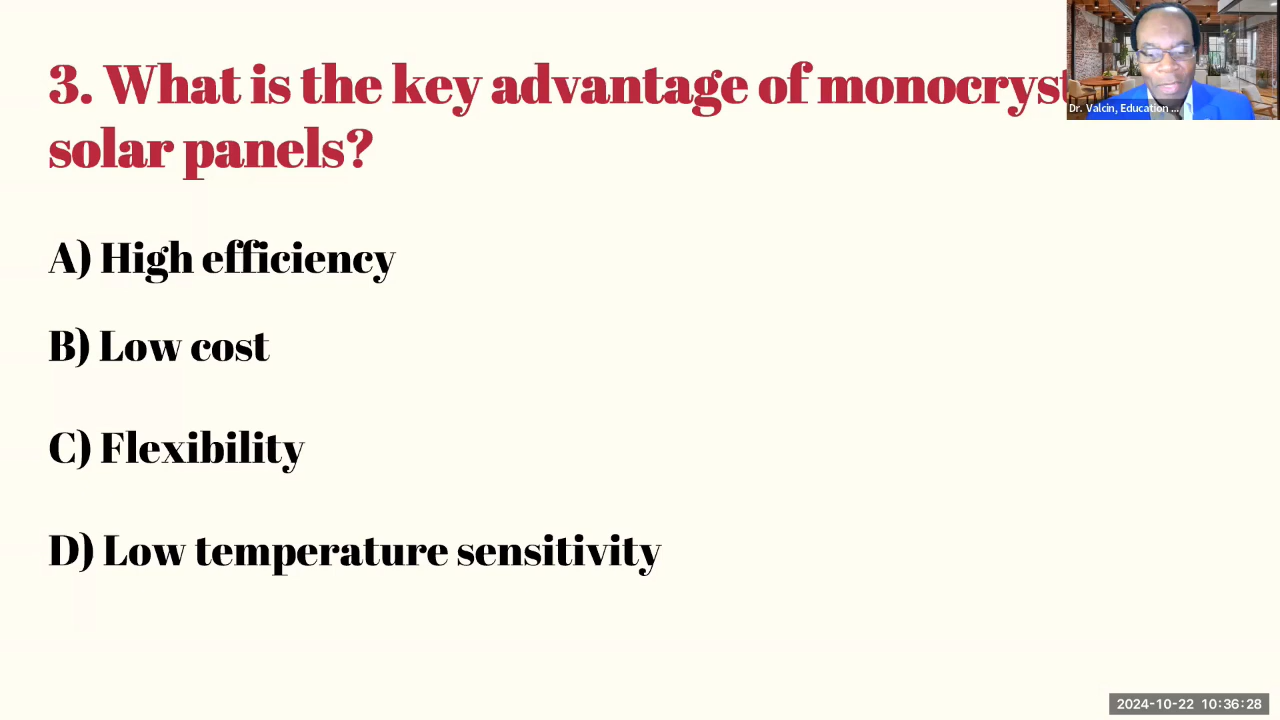 3. What is the key advantage of monocryst
solar panels?
A) High efficiency
B) Low cost
C) Flexibility
D) Low temperature sensitivity
Dr. Valcin, Education ...
2024-10-22 10:36:28